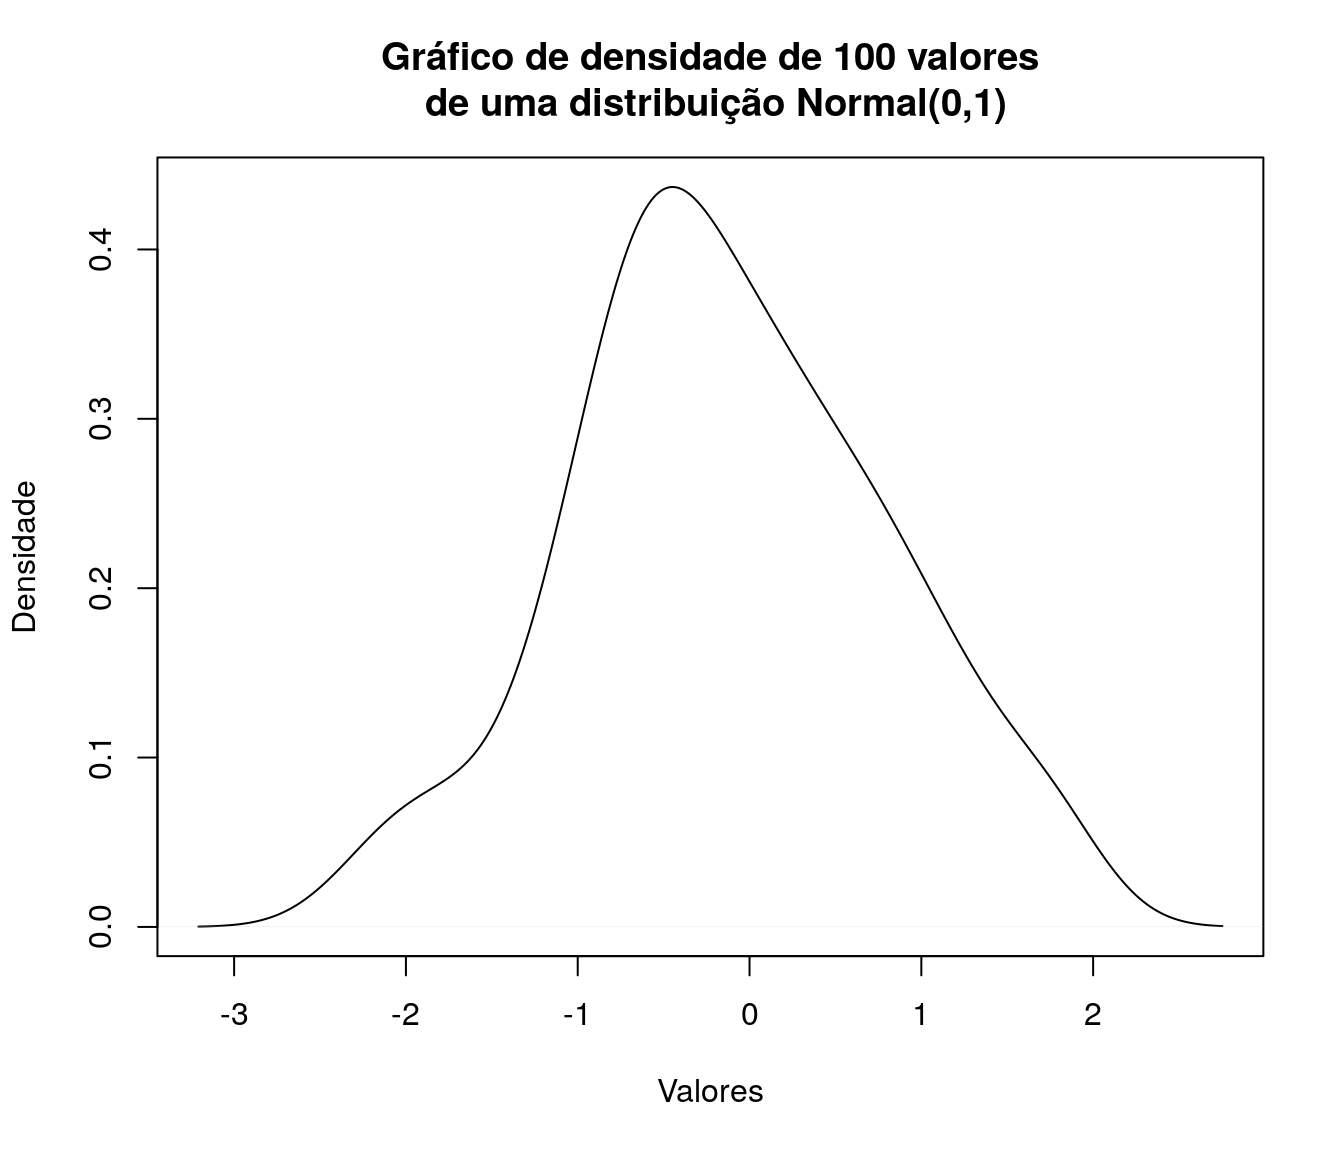 Gráfico de densidade de 100 valores
de uma distribuição Normal(0,1)
Densidade
0.4
0.3
0.2
0.1
0.0
-3 -2 -1 0 1 2
Valores